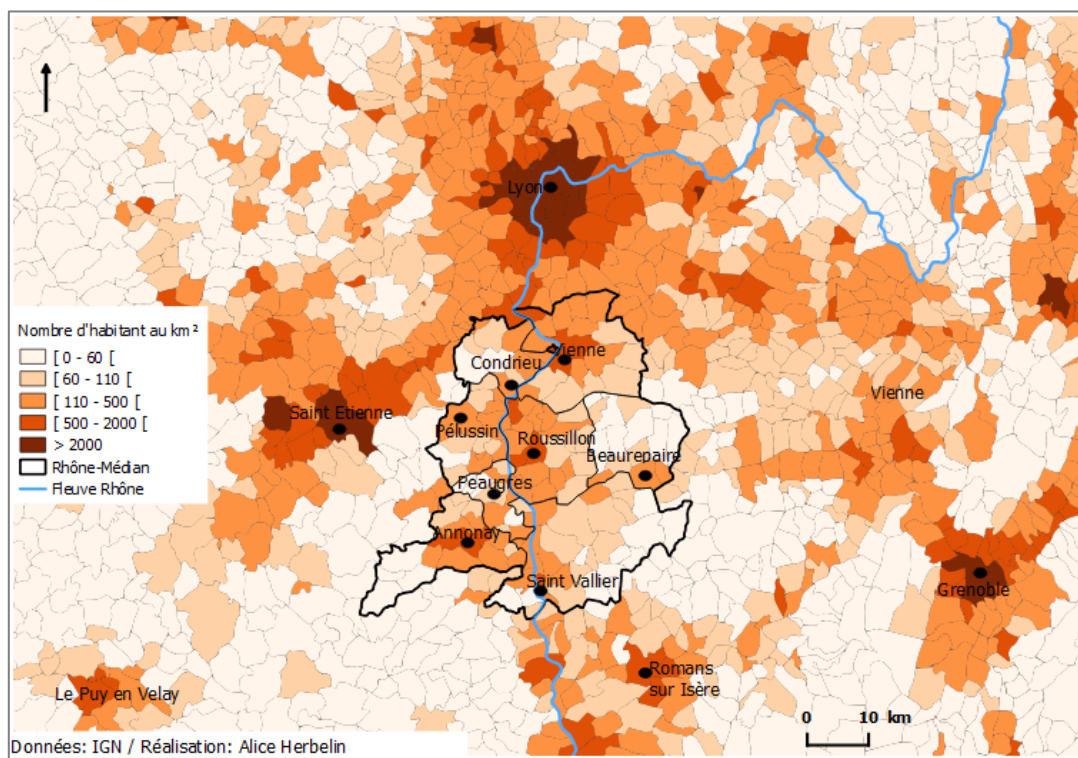 Lyon
Nombre d'habitant au km ²
[ 0 - 60 [
[ 60 - 110 [
[ 110 - 500 [
[ 500 - 2000 [
> 2000
Rhône-Médian
Fleuve Rhône
Vienne
Condrieu
Vienne
Saint Etienne
Pélussin
Roussillon
Beaurepaire
Peaugres
Annonay
Saint Vallier
Grenoble
Le Puy en Velay
Romans
sur Isère
0 10 km
Données: IGN / Réalisation: Alice Herbelin